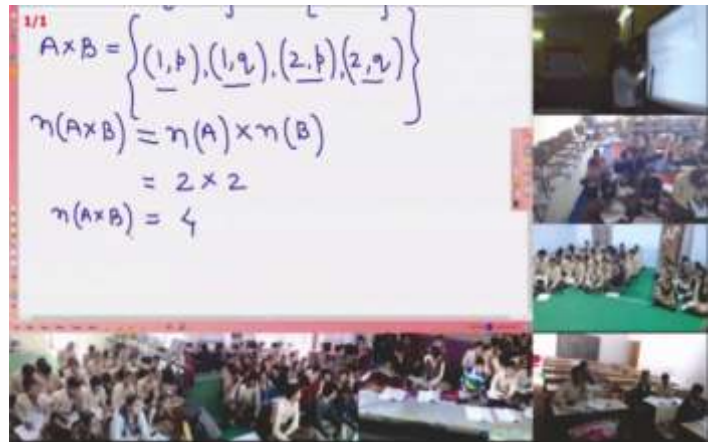 1/1
A×B = {(1,p),(1,q),(2,p),(2,q)}
n(A×B) = n(A)×n(B)
= 2×2
n(A×B) = 4